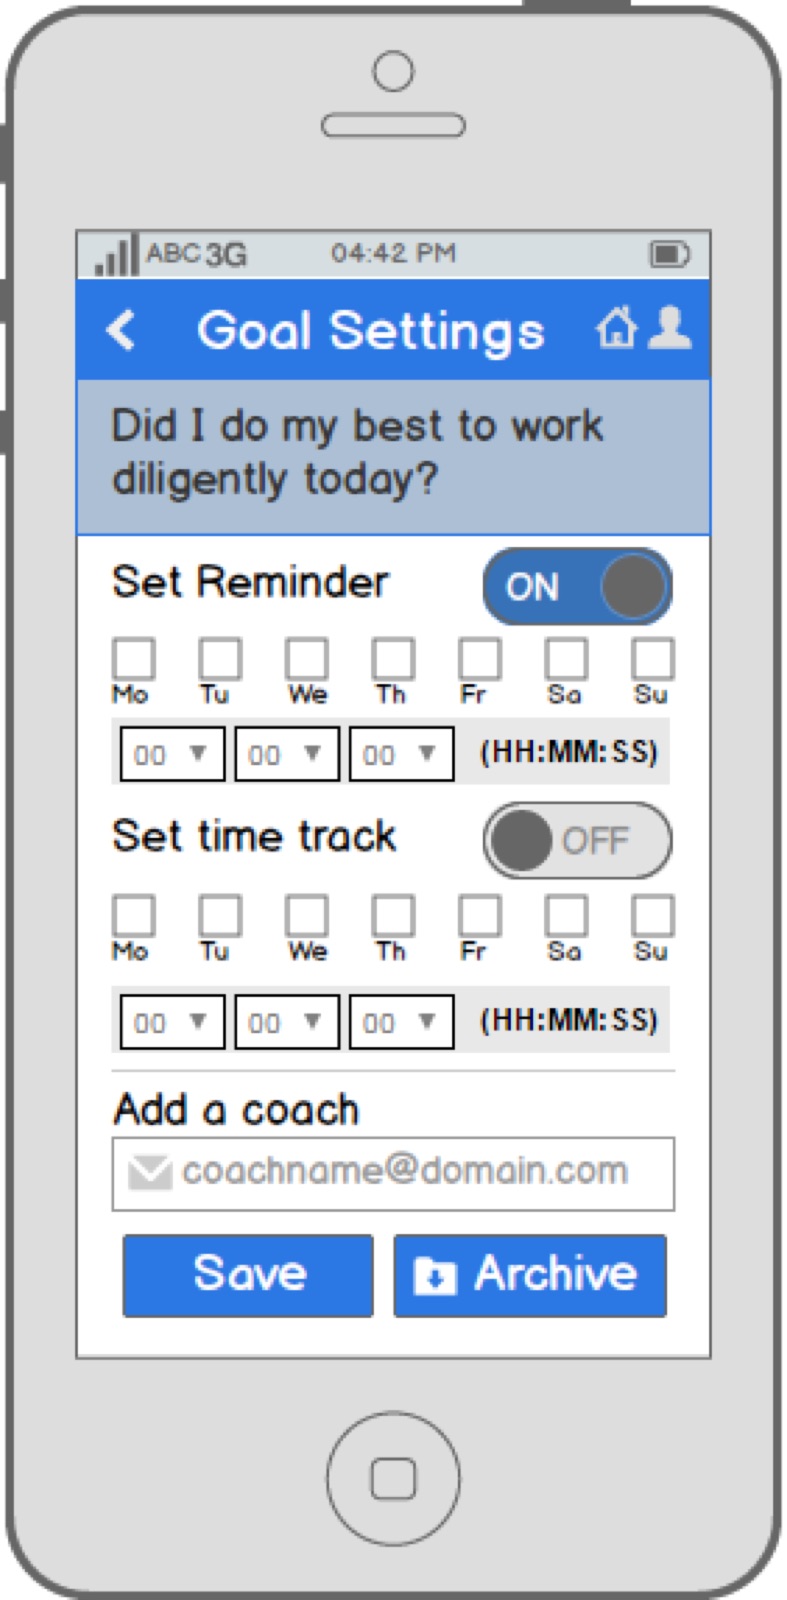 ABC 3G 04:42 PM
Goal Settings
Did I do my best to work
diligently today?
Set Reminder ON
Mo Tu We Th Fr Sa Su
00 00 00 (HH:MM:SS)
Set time track OFF
Mo Tu We Th Fr Sa Su
00 00 00 (HH:MM:SS)
Add a coach
coachname@domain.com
Save Archive